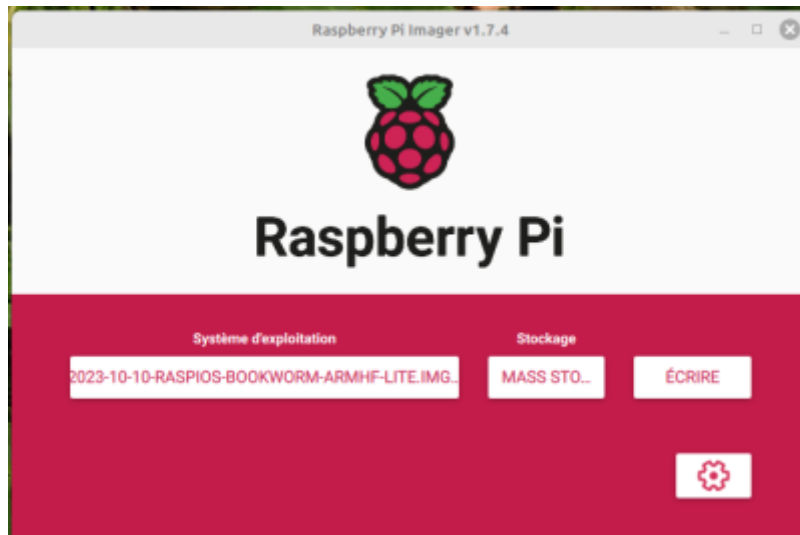 Raspberry Pi Imager v1.7.4
Raspberry Pi
Système d'exploitation
Stockage
2023-10-10-RASPIOS-BOOKWORM-ARMHF-LITE.IMG..
MASS STO...
ÉCRIRE